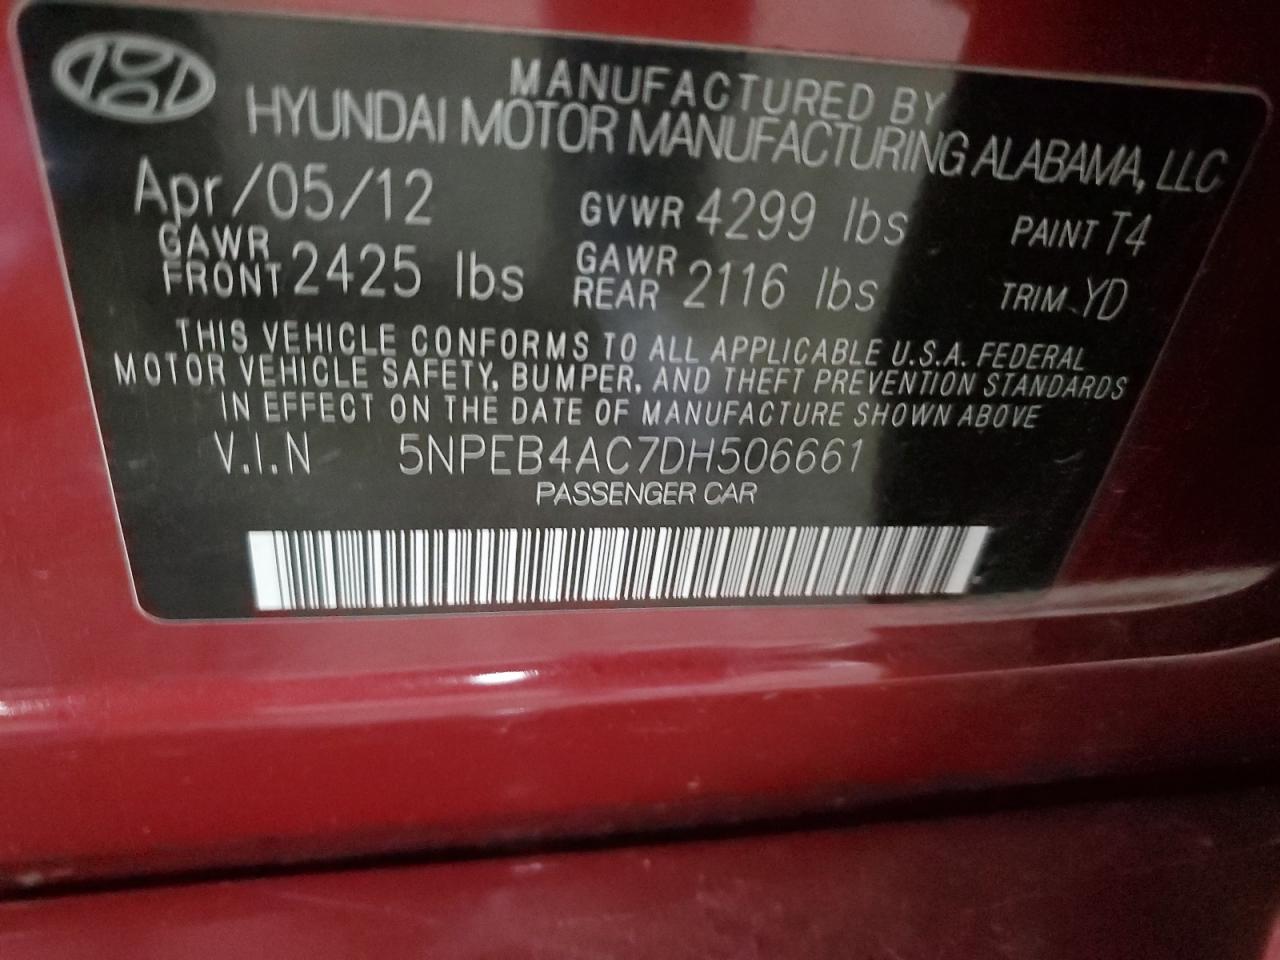 MANUFACTURED BY
HYUNDAI MOTOR MANUFACTURING ALABAMA, LLC
Apr/05/12 GVWR 4299 lbs PAINT T4
GAWR FRONT 2425 lbs GAWR REAR 2116 lbs TRIM YD
THIS VEHICLE CONFORMS TO ALL APPLICABLE U.S.A. FEDERAL
MOTOR VEHICLE SAFETY, BUMPER, AND THEFT PREVENTION STANDARDS
IN EFFECT ON THE DATE OF MANUFACTURE SHOWN ABOVE
V.I.N 5NPEB4AC7DH506661
PASSENGER CAR